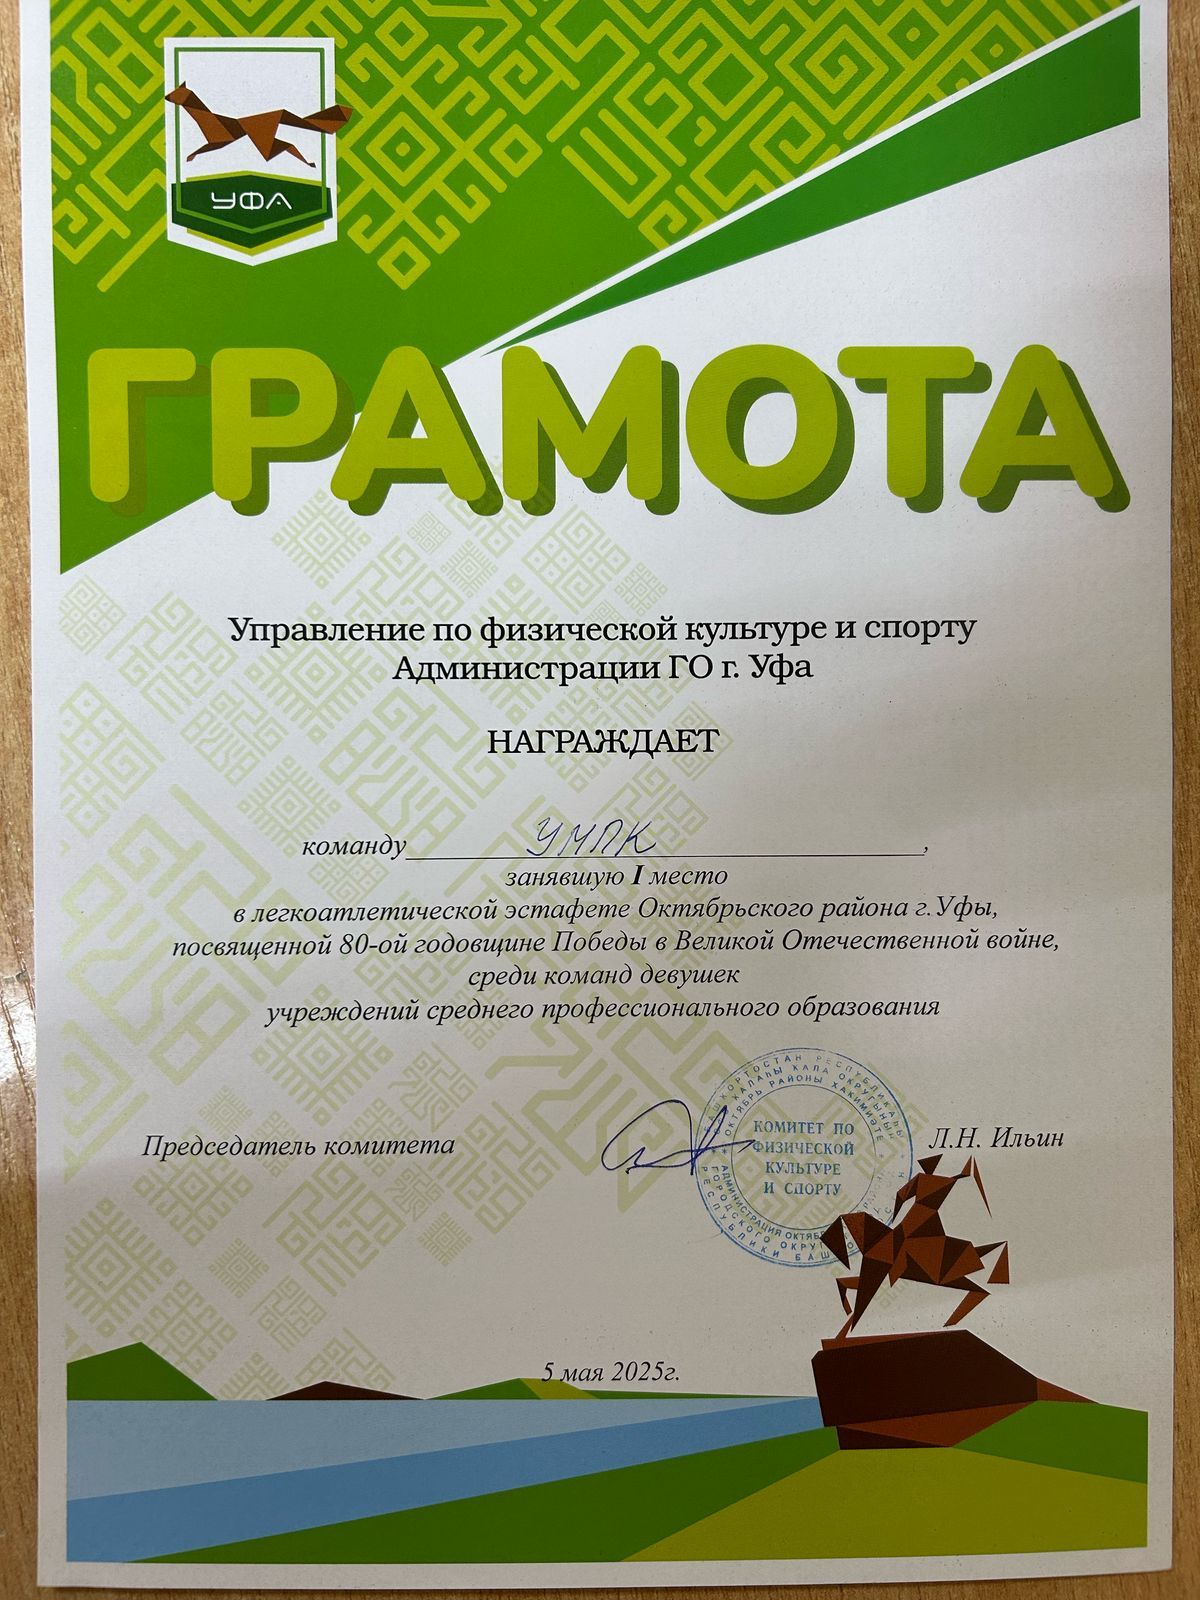 УФА
ГРАМОТА
Управление по физической культуре и спорту
Администрации ГО г. Уфа
НАГРАЖДАЕТ
команду УМПК,
занявшую I место
в легкоатлетической эстафете Октябрьского района г.Уфы,
посвященной 80-ой годовщине Победы в Великой Отечественной войне,
среди команд девушек
учреждений среднего профессионального образования
Председатель комитета
Л.Н. Ильин
КОМИТЕТ ПО
ФИЗИЧЕСКОЙ
КУЛЬТУРЕ
И СПОРТУ
5 мая 2025г.